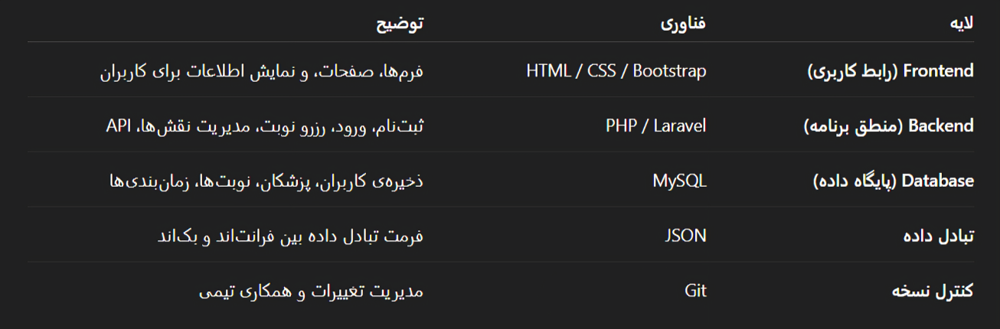 لایه فناوری توضیح
Frontend (رابط کاربری) HTML / CSS / Bootstrap فرم‌ها، صفحات، و نمایش اطلاعات برای کاربران
Backend (منطق برنامه) PHP / Laravel ثبت‌نام، ورود، رزرو نوبت، مدیریت نقش‌ها، API
Database (پایگاه داده) MySQL ذخیره‌ی کاربران، پزشکان، نوبت‌ها، زمان‌بندی‌ها
تبادل داده JSON فرمت تبادل داده بین فرانت‌اند و بک‌اند
کنترل نسخه Git مدیریت تغییرات و همکاری تیمی